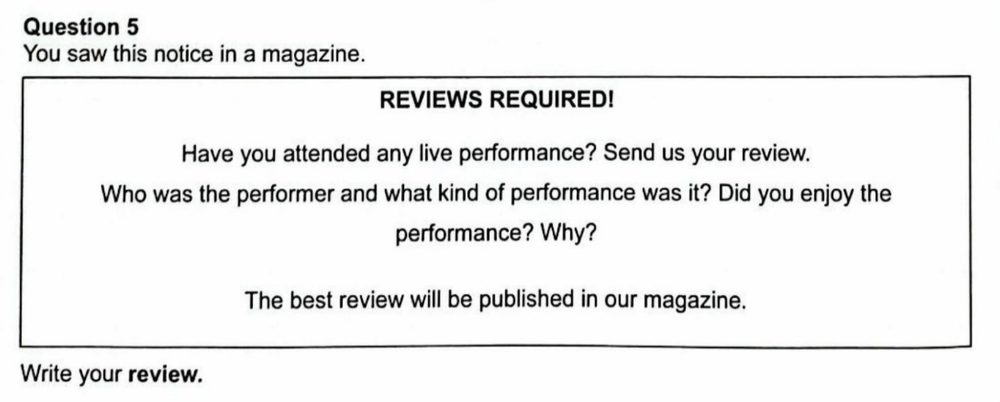 Question 5
You saw this notice in a magazine.
REVIEWS REQUIRED!
Have you attended any live performance? Send us your review.
Who was the performer and what kind of performance was it? Did you enjoy the
performance? Why?
The best review will be published in our magazine.
Write your review.